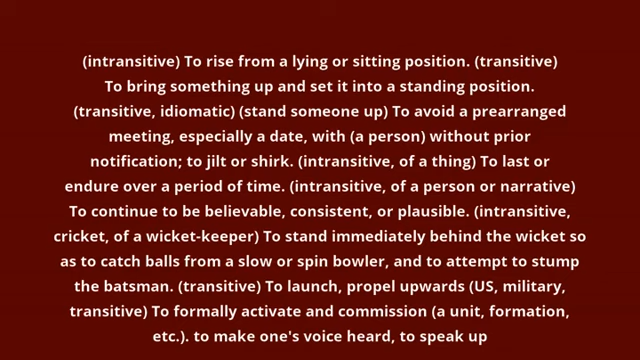 (intransitive) To rise from a lying or sitting position. (transitive)
To bring something up and set it into a standing position.
(transitive, idiomatic) (stand someone up) To avoid a prearranged
meeting, especially a date, with (a person) without prior
notification; to jilt or shirk. (intransitive, of a thing) To last or
endure over a period of time. (intransitive, of a person or narrative)
To continue to be believable, consistent, or plausible. (intransitive,
cricket, of a wicket-keeper) To stand immediately behind the wicket so
as to catch balls from a slow or spin bowler, and to attempt to stump
the batsman. (transitive) To launch, propel upwards (US, military,
transitive) To formally activate and commission (a unit, formation,
etc.). to make one's voice heard, to speak up